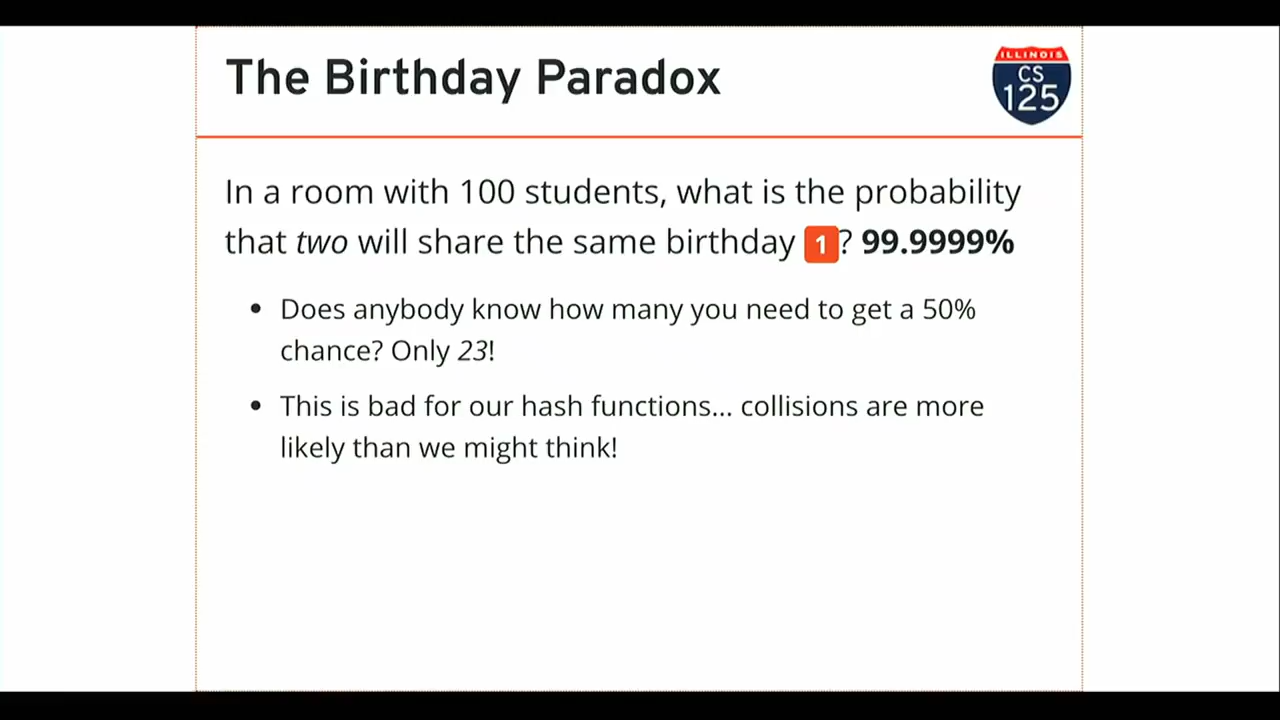 The Birthday Paradox
ILLINOIS
CS
125
In a room with 100 students, what is the probability
that two will share the same birthday 1? 99.9999%
• Does anybody know how many you need to get a 50%
chance? Only 23!
• This is bad for our hash functions... collisions are more
likely than we might think!